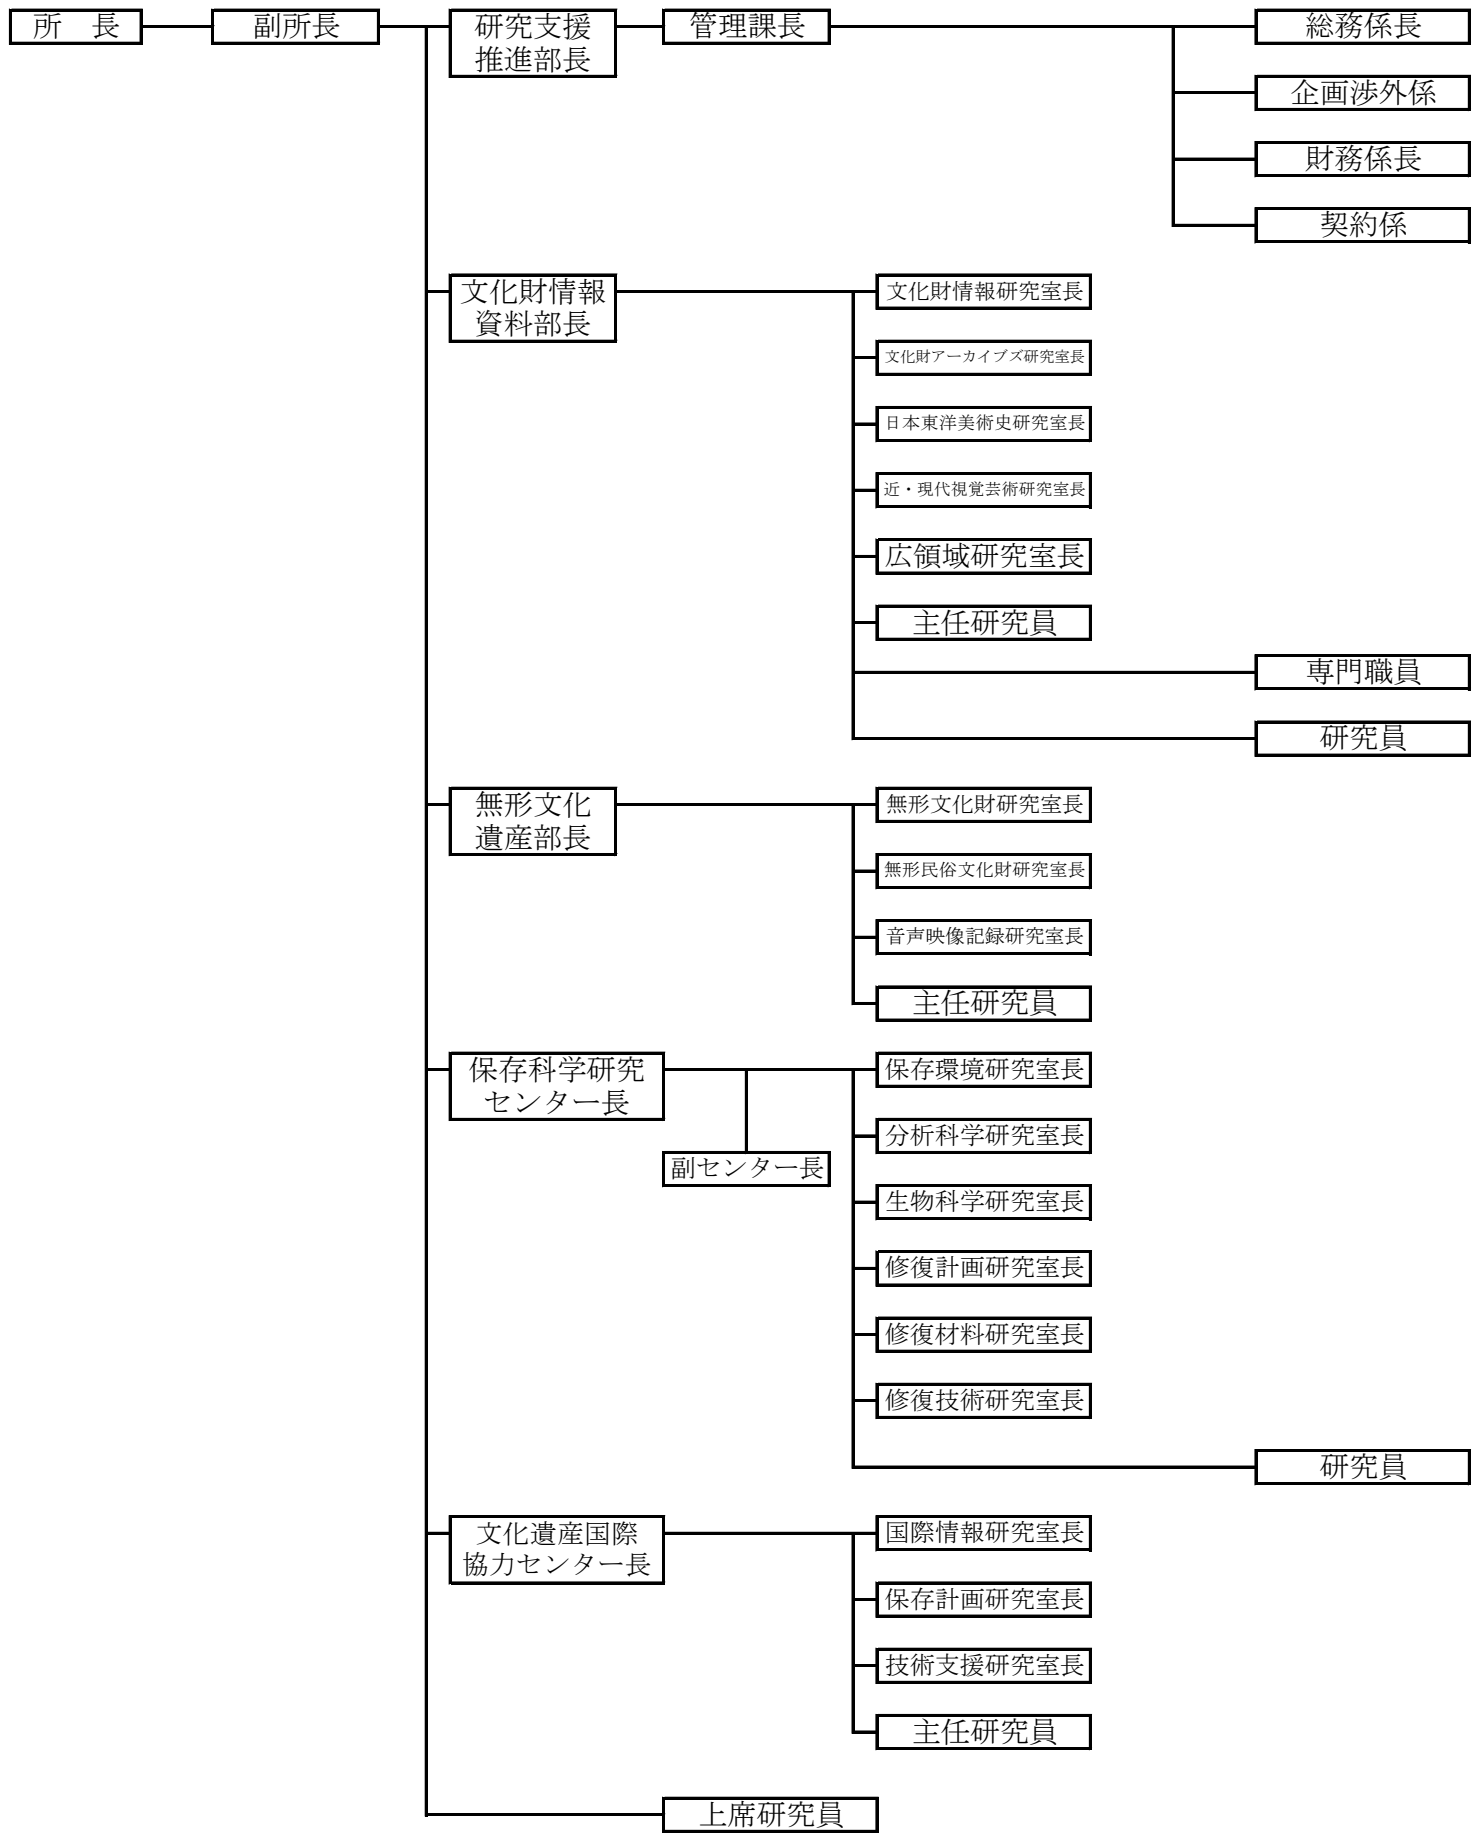 所　長
副所長
研究支援
推進部長
管理課長
総務係長
企画渉外係
財務係長
契約係
文化財情報
資料部長
文化財情報研究室長
文化財アーカイブズ研究室長
日本東洋美術史研究室長
近・現代視覚芸術研究室長
広領域研究室長
主任研究員
専門職員
研究員
無形文化
遺産部長
無形文化財研究室長
無形民俗文化財研究室長
音声映像記録研究室長
主任研究員
保存科学研究
センター長
副センター長
保存環境研究室長
分析科学研究室長
生物科学研究室長
修復計画研究室長
修復材料研究室長
修復技術研究室長
研究員
文化遺産国際
協力センター長
国際情報研究室長
保存計画研究室長
技術支援研究室長
主任研究員
上席研究員